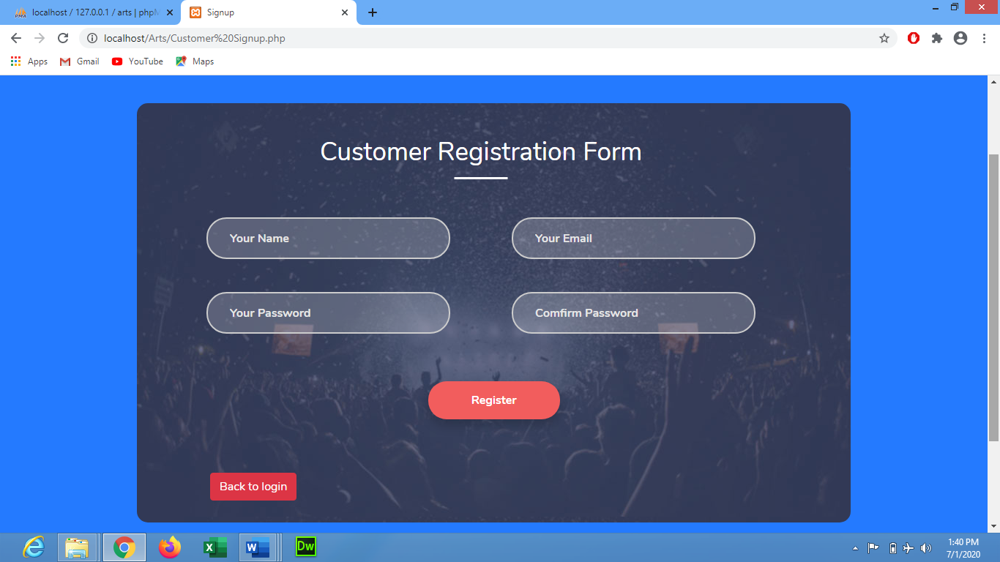 localhost / 127.0.0.1 / arts | phpM
Signup
localhost/Arts/Customer%20Signup.php
Apps
Gmail
YouTube
Maps
Customer Registration Form
Your Name
Your Email
Your Password
Comfirm Password
Register
Back to login
1:40 PM
7/1/2020